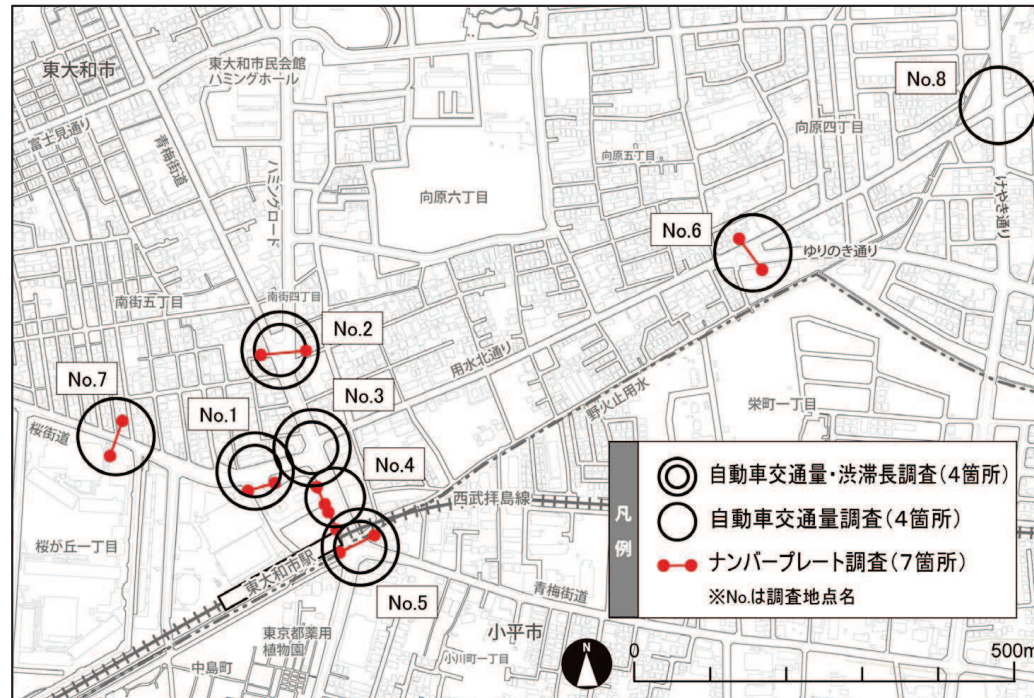 東大和市
東大和市民会館
ハミングホール
富士見通り
青梅街道
ハミングロード
向原六丁目
向原五丁目
向原四丁目
No.8
けやき通り
No.6
ゆりのき通り
南街五丁目
南街四丁目
No.2
用水北通り
野火止用水
No.7
No.3
No.1
桜街道
No.4
栄町一丁目
西武拝島線
桜が丘一丁目
東大和市駅
No.5
青梅街道
東京都薬用
植物園
中島町
小平市
小川町一丁目
凡例
自動車交通量・渋滞長調査(4箇所)
自動車交通量調査(4箇所)
ナンバープレート調査(7箇所)
※No.は調査地点名
N
0
500m